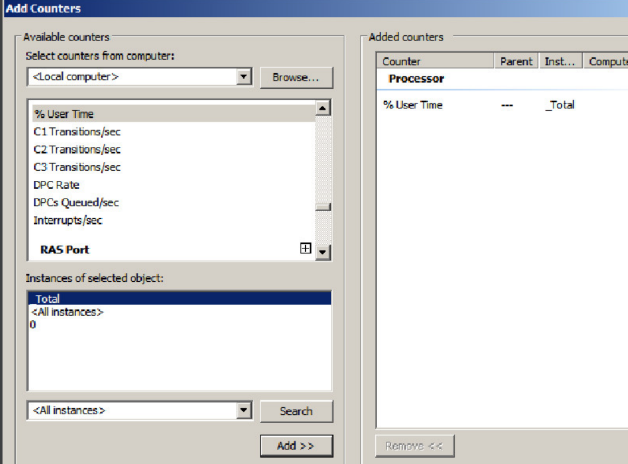 Add Counters
Available counters
Select counters from computer:
<Local computer>
Browse...
% User Time
C1 Transitions/sec
C2 Transitions/sec
C3 Transitions/sec
DPC Rate
DPCs Queued/sec
Interrupts/sec
RAS Port
Instances of selected object:
_Total
<All instances>
0
<All instances>
Search
Add >>
Added counters
Counter Parent Inst... Compute
Processor
% User Time --- _Total
Remove <<